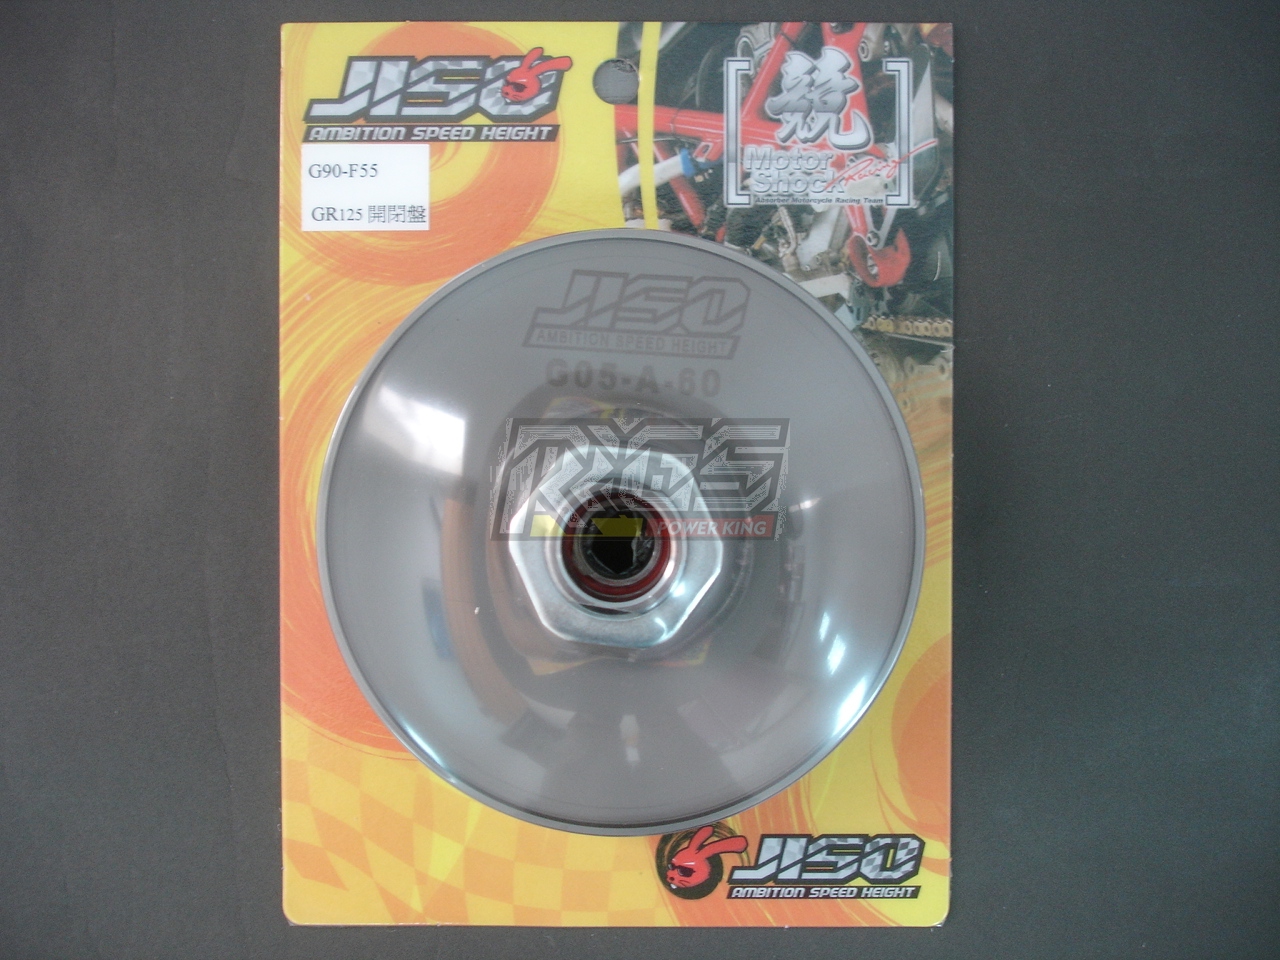 JISO
AMBITION SPEED HEIGHT
G90-F55
GR125 開閉盤
競
Motor
Shock Racing
Absorber Motorcycle Racing Team
JISO
AMBITION SPEED HEIGHT
G05-A-60
POWER KING
JISO
AMBITION SPEED HEIGHT